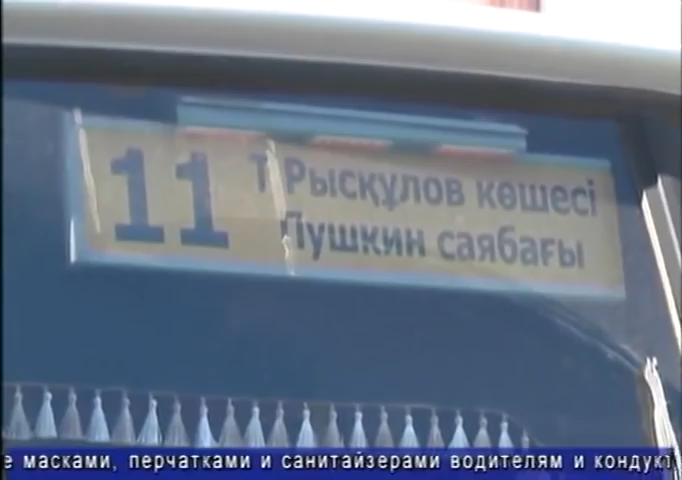 11 Т Рысқұлов көшесі
Пушкин саябағы
е масками, перчатками и санитайзерами водителям и кондукт